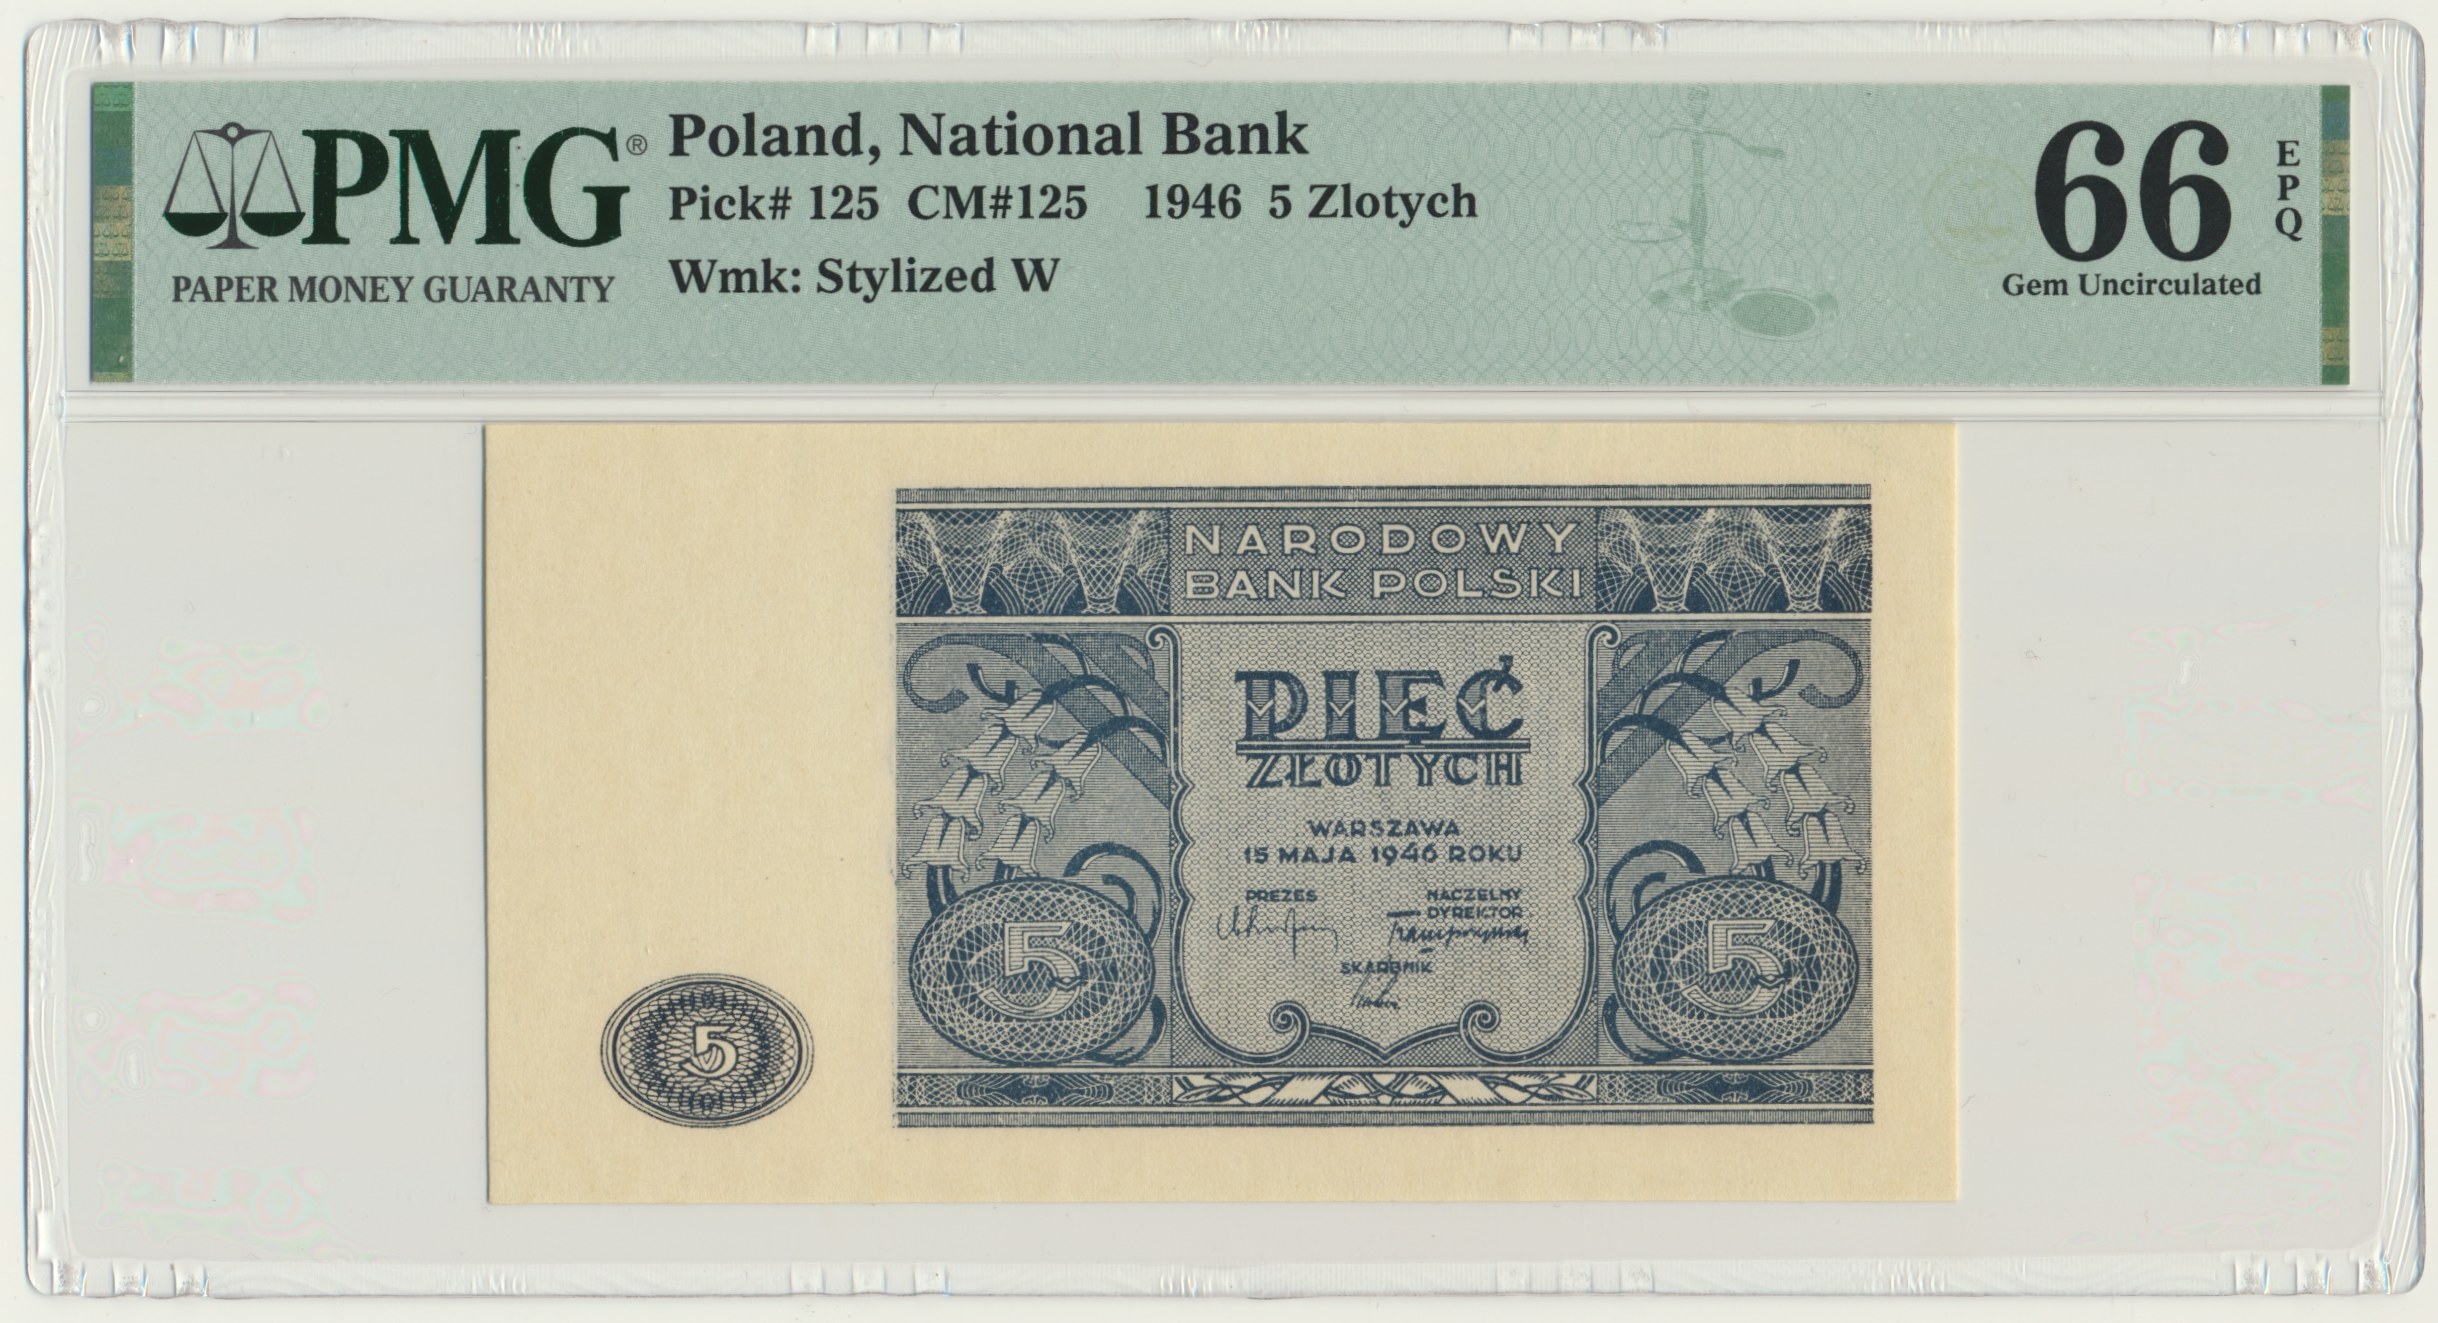 PMG®
PAPER MONEY GUARANTY
Poland, National Bank
Pick# 125 CM#125 1946 5 Zlotych
Wmk: Stylized W
66
EPQ
Gem Uncirculated
NARODOWY
BANK POLSKI
PIĘĆ
ZŁOTYCH
WARSZAWA
15 MAJA 1946 ROKU
PREZES
NACZELNY
DYREKTOR
SKARBNIK
5
5
5